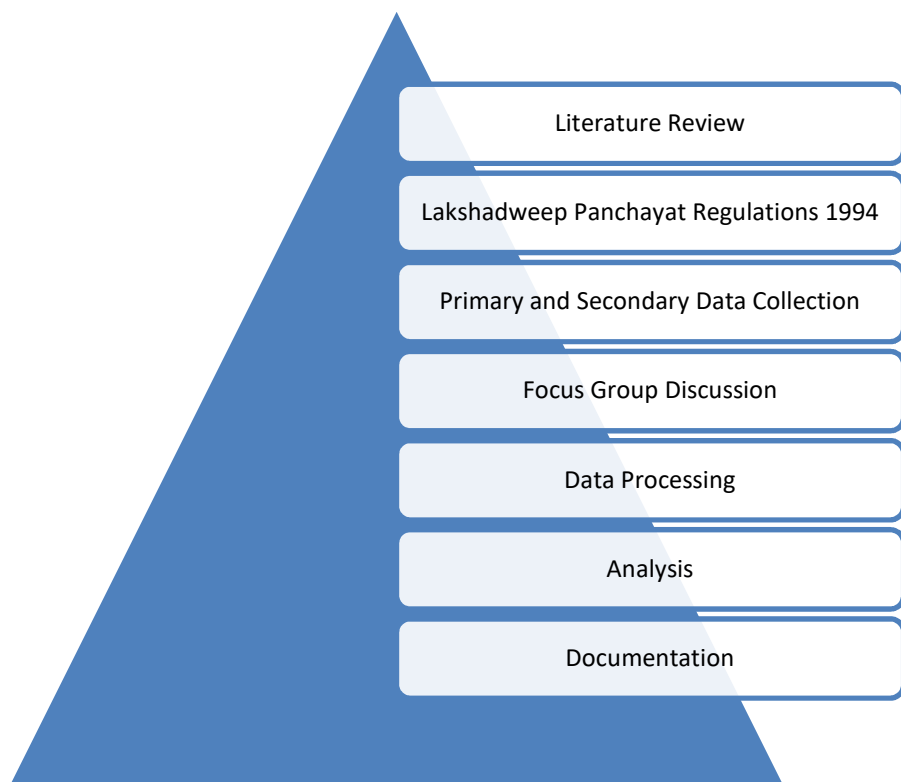 Literature Review
Lakshadweep Panchayat Regulations 1994
Primary and Secondary Data Collection
Focus Group Discussion
Data Processing
Analysis
Documentation